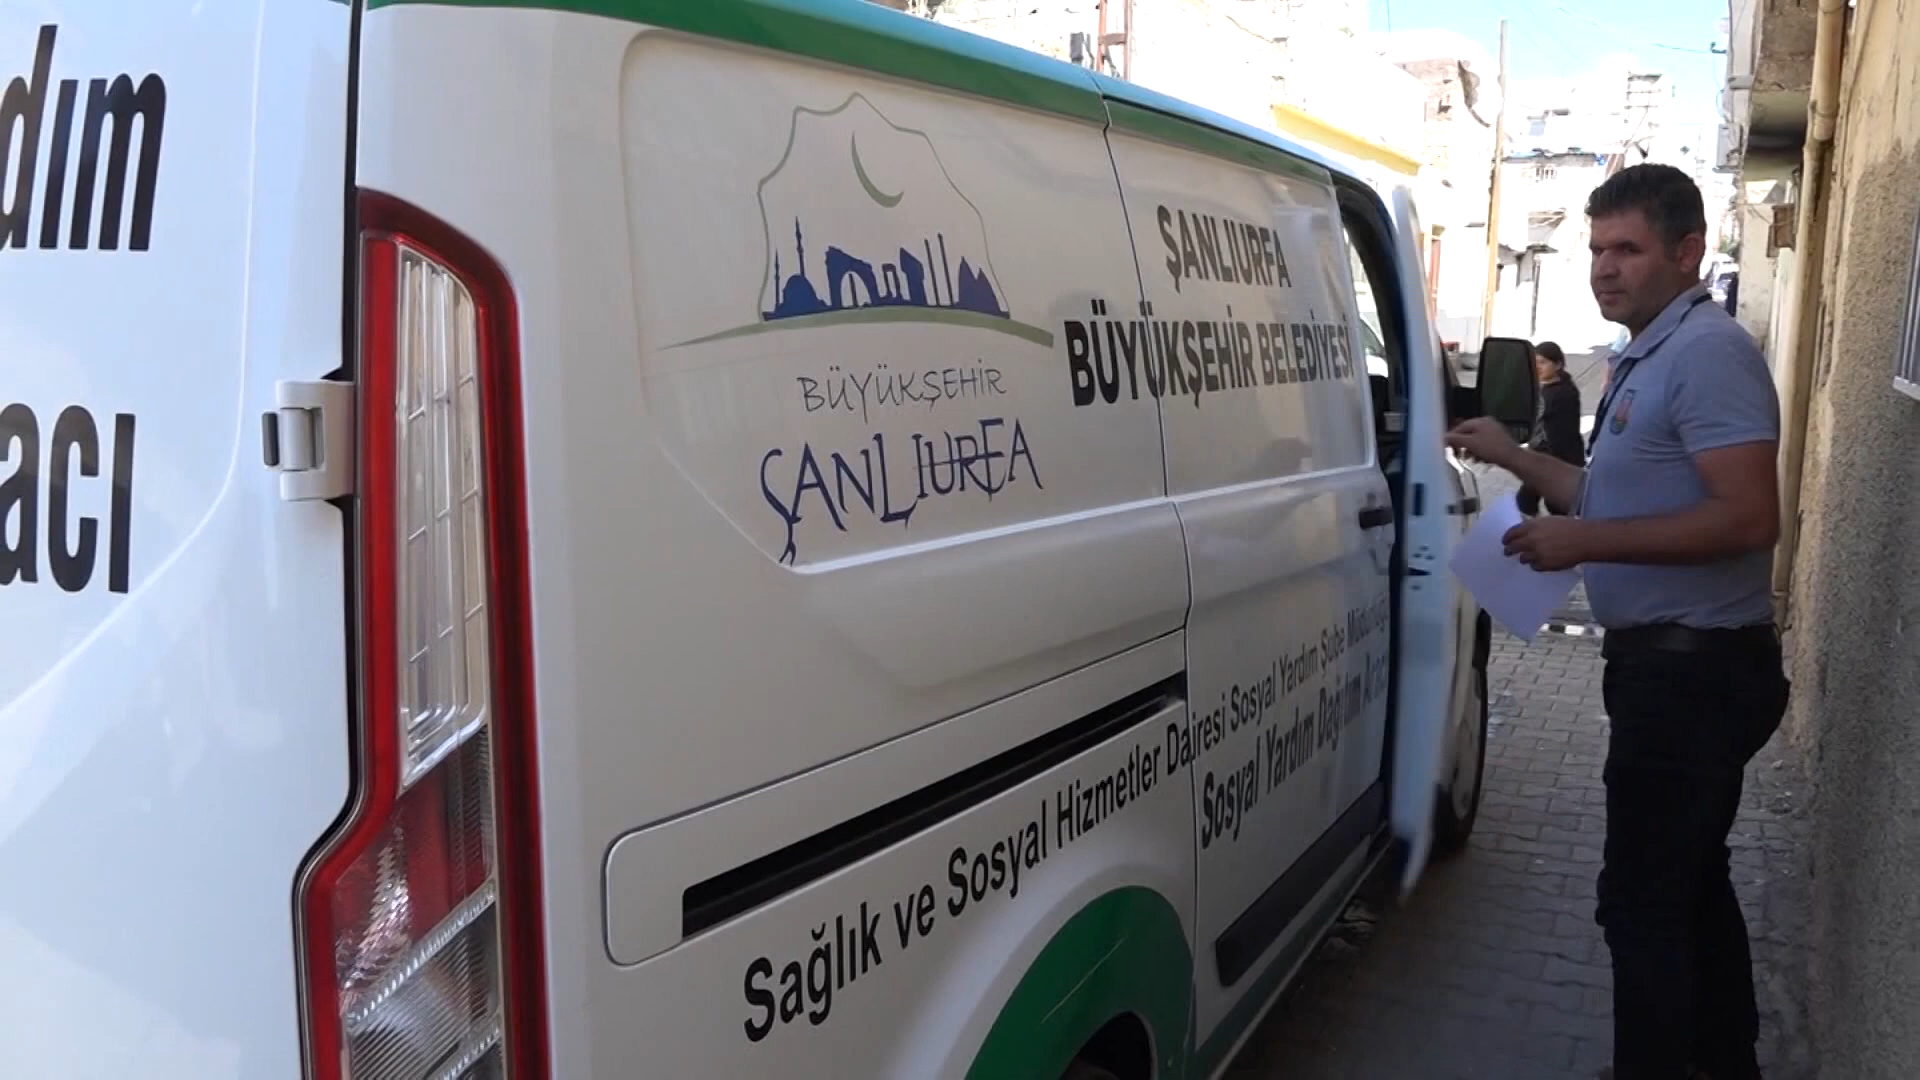 dım
acı
BÜYÜKŞEHİR
ŞANLIURFA
ŞANLIURFA
BÜYÜKŞEHİR BELEDİYESİ
Sağlık ve Sosyal Hizmetler Dairesi Sosyal Yardım Şube Müdürlüğü
Sosyal Yardım Dağıtım Aracı